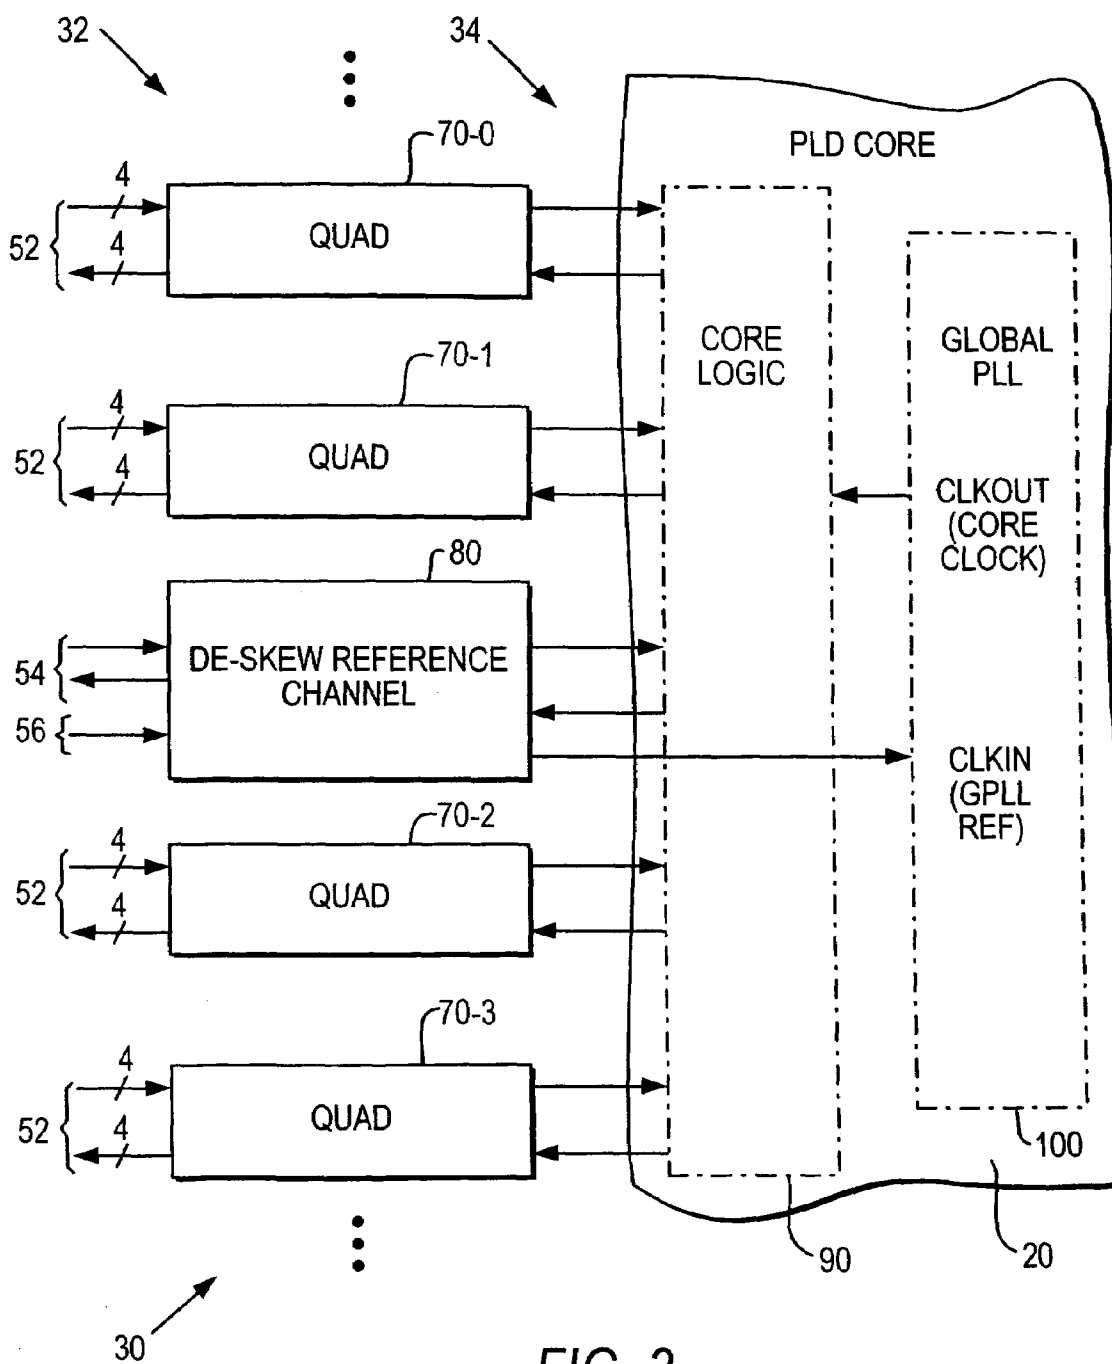 32
34
70-0
PLD CORE
4
QUAD
52
4
CORE
LOGIC
GLOBAL
PLL
70-1
4
QUAD
52
4
CLKOUT
(CORE
CLOCK)
80
DE-SKEW REFERENCE
CHANNEL
54
56
CLKIN
(GPLL
REF)
70-2
4
QUAD
52
4
70-3
4
QUAD
52
4
100
90
20
30